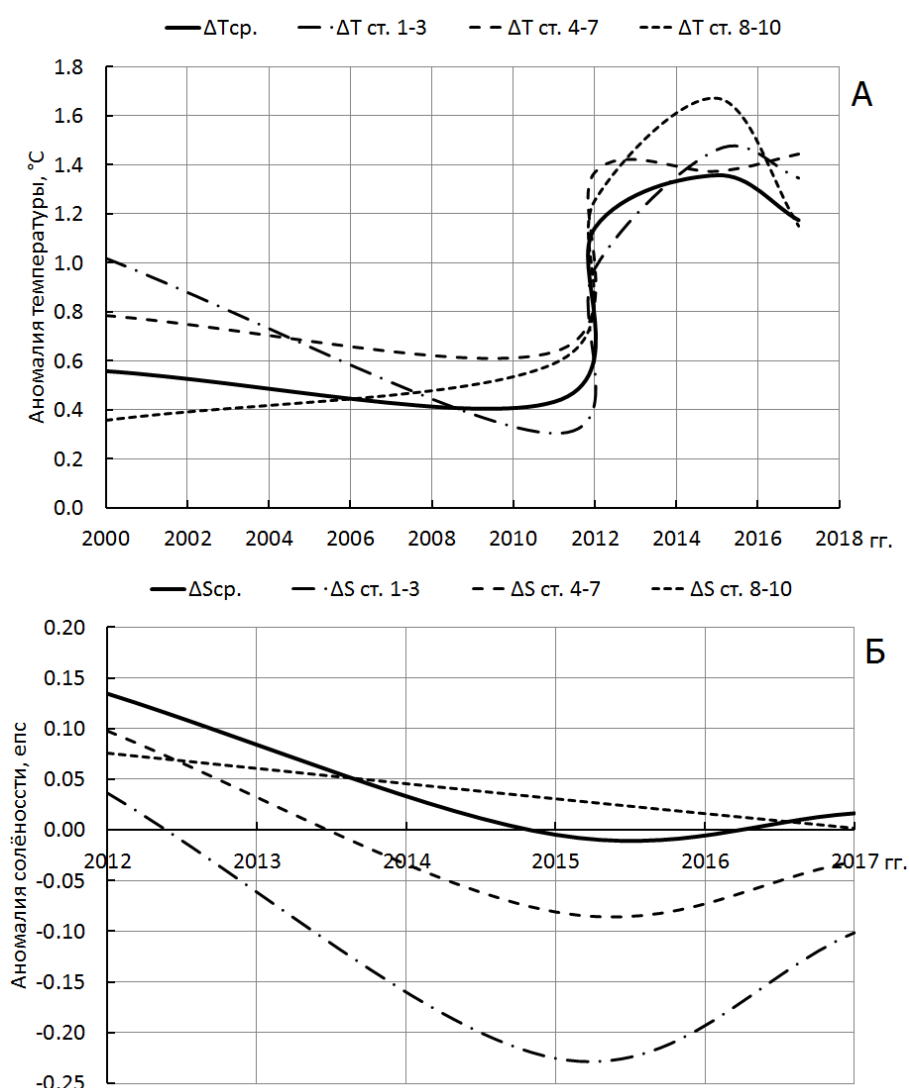 ΔTср. ΔT ст. 1-3 ΔT ст. 4-7 ΔT ст. 8-10
А
1.8
1.6
1.4
1.2
1.0
0.8
0.6
0.4
0.2
0.0
Аномалия температуры, °С
2000 2002 2004 2006 2008 2010 2012 2014 2016 2018 гг.
ΔSср. ΔS ст. 1-3 ΔS ст. 4-7 ΔS ст. 8-10
Б
0.20
0.15
0.10
0.05
0.00
-0.05
-0.10
-0.15
-0.20
-0.25
Аномалия солёности, епс
2012 2013 2014 2015 2016 2017 гг.